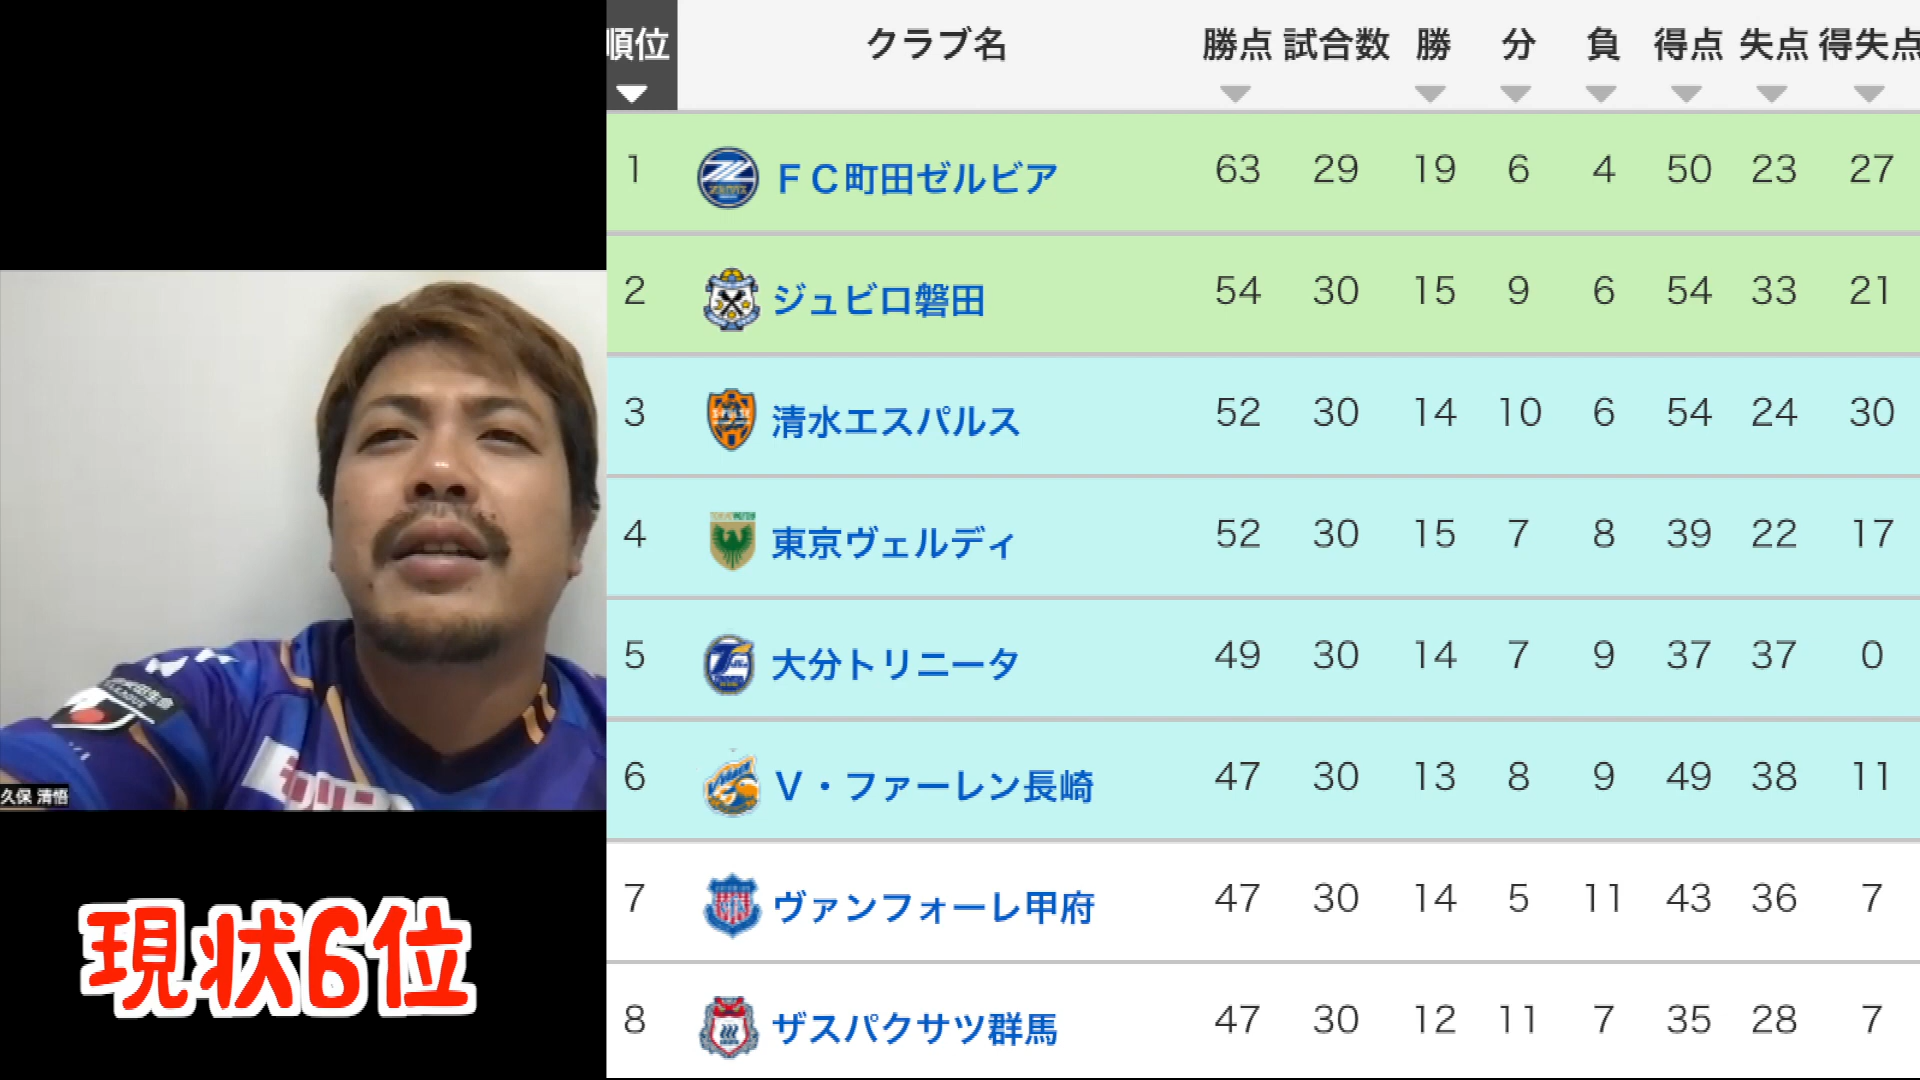 順位 クラブ名 勝点 試合数 勝 分 負 得点 失点 得失点
1 ＦＣ町田ゼルビア 63 29 19 6 4 50 23 27
2 ジュビロ磐田 54 30 15 9 6 54 33 21
3 清水エスパルス 52 30 14 10 6 54 24 30
4 東京ヴェルディ 52 30 15 7 8 39 22 17
5 大分トリニータ 49 30 14 7 9 37 37 0
6 Ｖ・ファーレン長崎 47 30 13 8 9 49 38 11
7 ヴァンフォーレ甲府 47 30 14 5 11 43 36 7
8 ザスパクサツ群馬 47 30 12 11 7 35 28 7
久保 清悟
現状6位